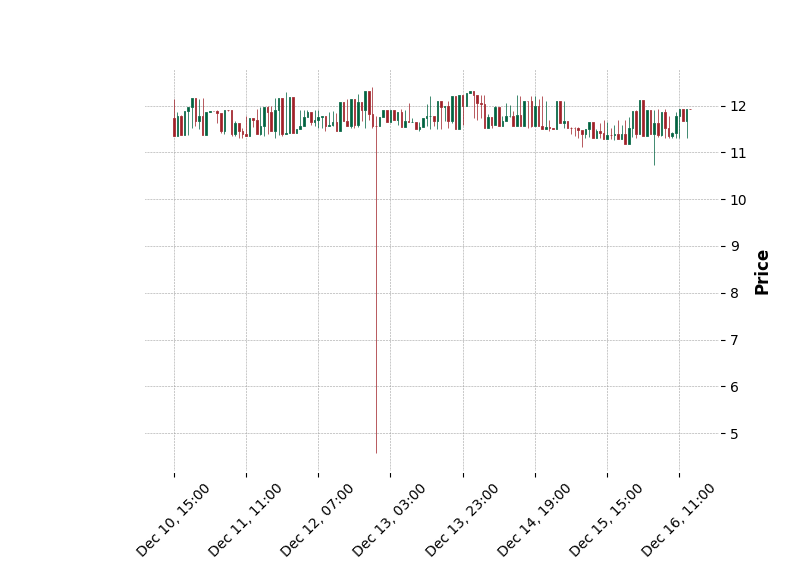 12
11
10
9
8
7
6
5
Price
Dec 10, 15:00
Dec 11, 11:00
Dec 12, 07:00
Dec 13, 03:00
Dec 13, 23:00
Dec 14, 19:00
Dec 15, 15:00
Dec 16, 11:00